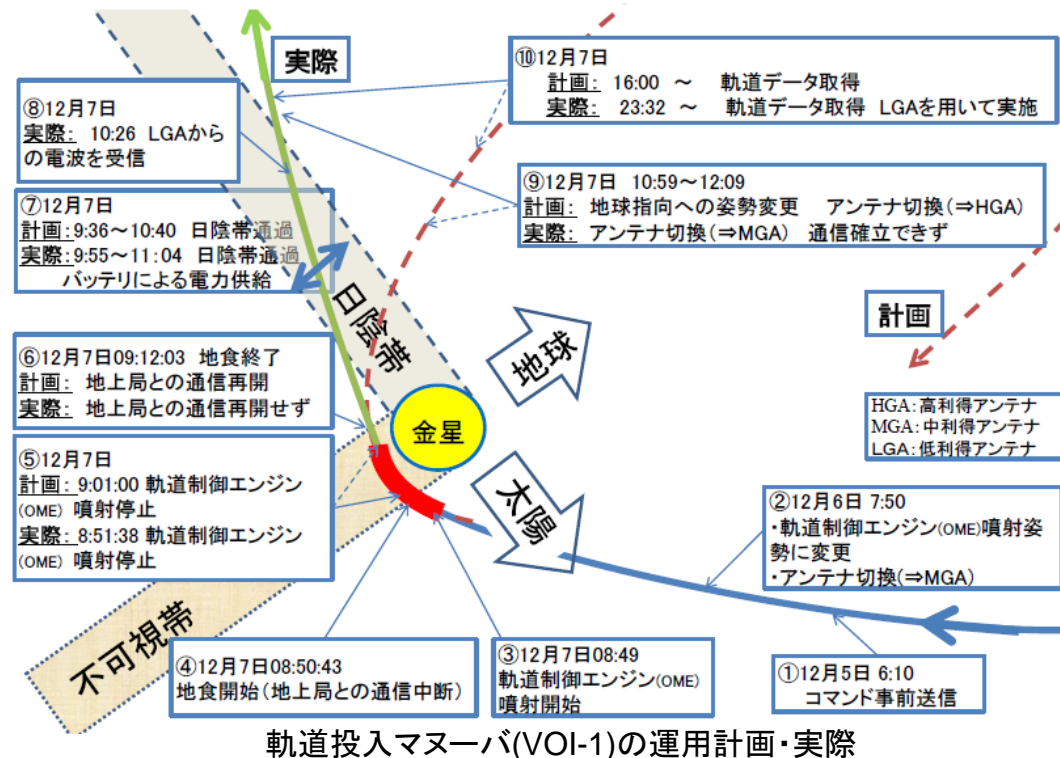 実際
⑩12月7日
計画: 16:00 ～ 軌道データ取得
実際: 23:32 ～ 軌道データ取得 LGAを用いて実施
⑧12月7日
実際: 10:26 LGAから
の電波を受信
⑨12月7日 10:59～12:09
計画: 地球指向への姿勢変更 アンテナ切換(⇒HGA)
実際: アンテナ切換(⇒MGA) 通信確立できず
⑦12月7日
計画:9:36～10:40 日陰帯通過
実際:9:55～11:04 日陰帯通過
バッテリによる電力供給
日陰帯
計画
地球
⑥12月7日09:12:03 地食終了
計画: 地上局との通信再開
実際: 地上局との通信再開せず
HGA:高利得アンテナ
MGA:中利得アンテナ
LGA:低利得アンテナ
金星
⑤12月7日
計画: 9:01:00 軌道制御エンジン
(OME) 噴射停止
実際: 8:51:38 軌道制御エンジン
(OME) 噴射停止
太陽
②12月6日 7:50
・軌道制御エンジン(OME)噴射姿
勢に変更
・アンテナ切換(⇒MGA)
不可視帯
④12月7日08:50:43
地食開始(地上局との通信中断)
③12月7日08:49
軌道制御エンジン(OME)
噴射開始
①12月5日 6:10
コマンド事前送信
軌道投入マヌーバ(VOI-1)の運用計画・実際